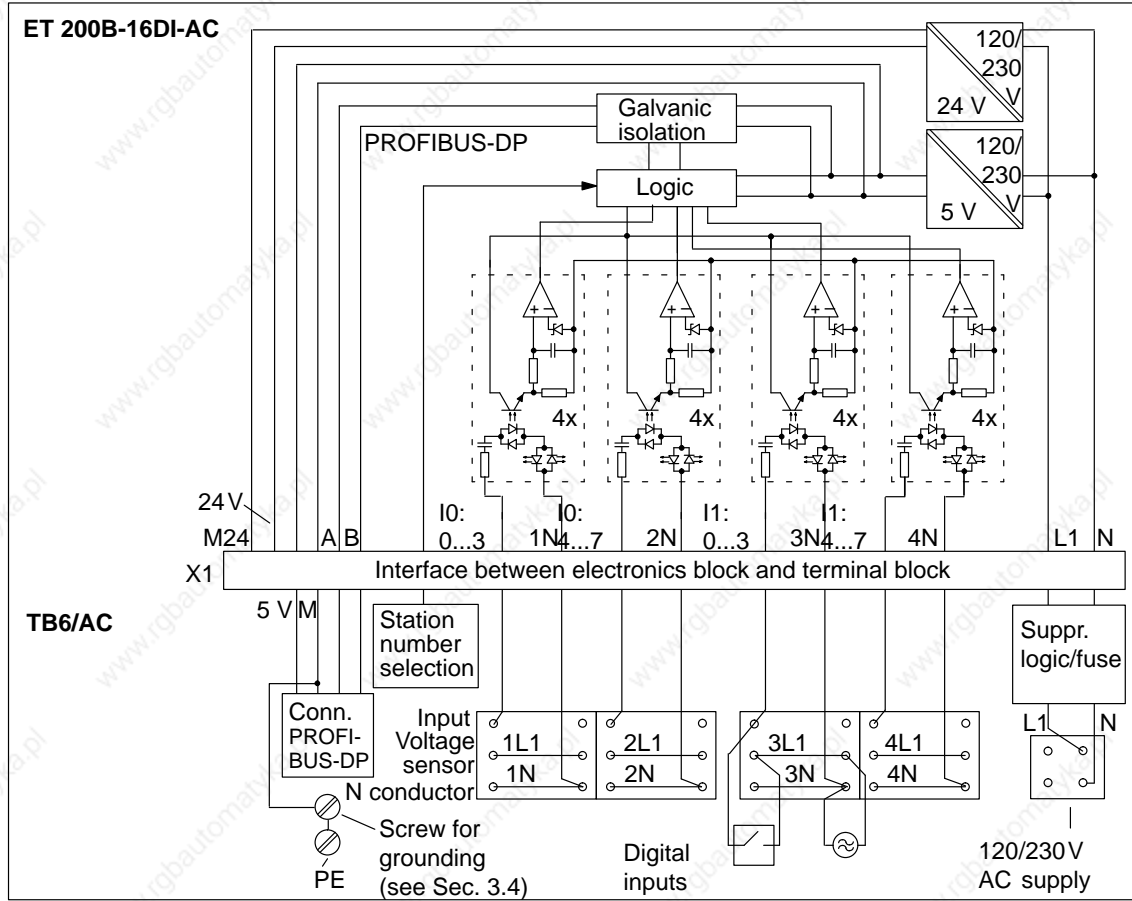 ET 200B-16DI-AC
120/
230
V
24 V
Galvanic
isolation
PROFIBUS-DP
120/
230
V
5 V
Logic
+ −
+ −
+ −
+ −
4x
4x
4x
4x
24 V
M24
A B
I0:
0...3
1N
I0:
4...7
2N
I1:
0...3
3N
I1:
4...7
4N
L1 N
X1
Interface between electronics block and terminal block
5 V M
TB6/AC
Station
number
selection
Suppr.
logic/fuse
Conn.
PROFI-
BUS-DP
Input
Voltage
sensor
N conductor
1L1
1N
2L1
2N
3L1
3N
4L1
4N
L1 N
Screw for
grounding
(see Sec. 3.4)
PE
Digital
inputs
120/230 V
AC supply
www.rgbautomatyka.pl